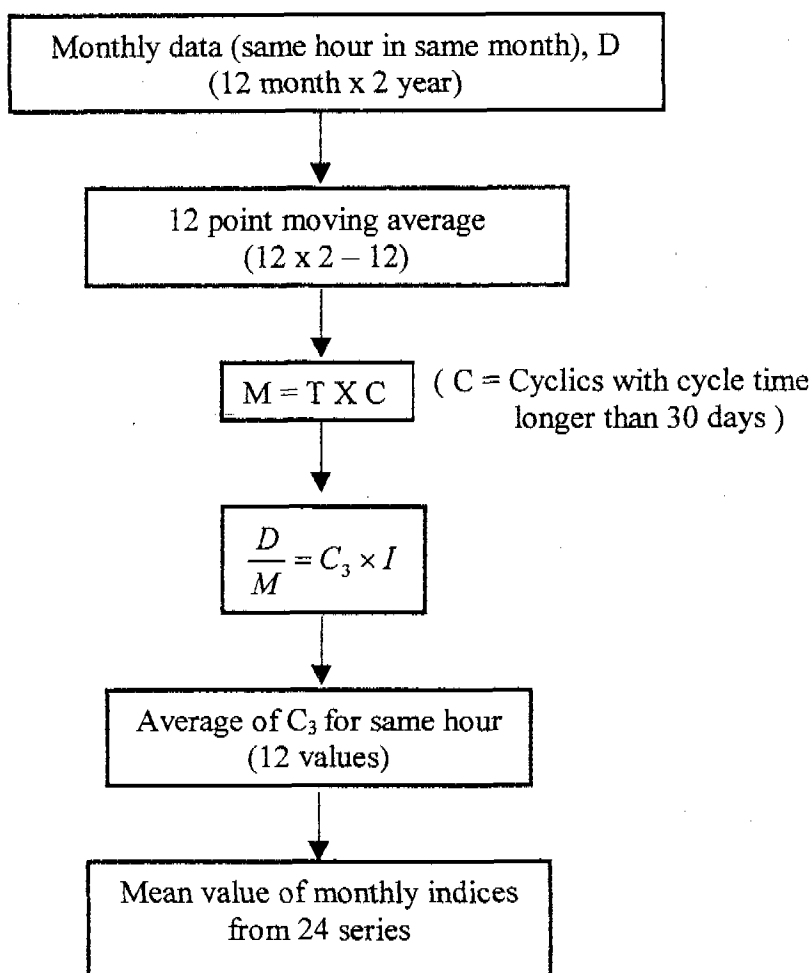 Monthly data (same hour in same month), D
(12 month x 2 year)
12 point moving average
(12 x 2 – 12)
M = T X C
( C = Cyclics with cycle time
longer than 30 days )
D
M
= C₃ × I
Average of C₃ for same hour
(12 values)
Mean value of monthly indices
from 24 series